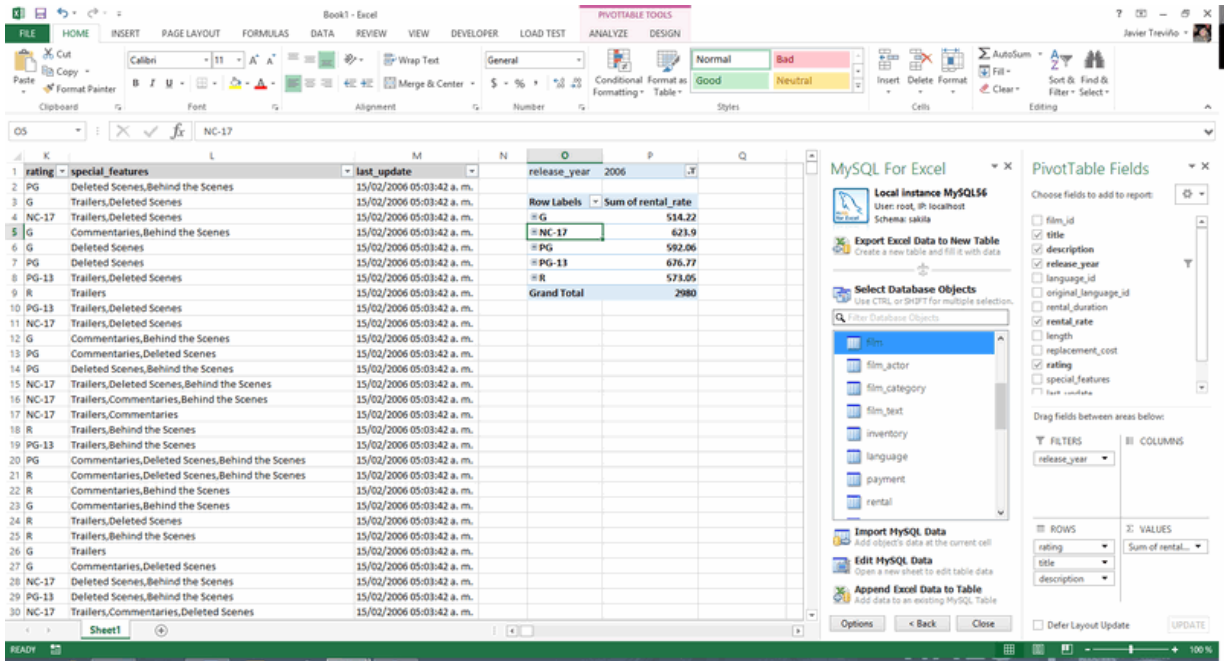 Book1 - Excel
PIVOTTABLE TOOLS
FILE HOME INSERT PAGE LAYOUT FORMULAS DATA REVIEW VIEW DEVELOPER LOAD TEST ANALYZE DESIGN
Javier Treviño
Paste
Cut
Copy
Format Painter
Clipboard
Calibri 11
B I U
Font
Wrap Text
Merge & Center
Alignment
General
$ % ,
Number
Conditional Formatting
Format as Table
Normal Bad
Good Neutral
Styles
Insert Delete Format
Cells
AutoSum
Fill
Clear
Sort & Filter
Find & Select
Editing
O5 fx NC-17
K L M N O P Q
1 rating special_features last_update release_year 2006
2 PG Deleted Scenes,Behind the Scenes 15/02/2006 05:03:42 a. m.
3 G Trailers,Deleted Scenes 15/02/2006 05:03:42 a. m. Row Labels Sum of rental_rate
4 NC-17 Trailers,Deleted Scenes 15/02/2006 05:03:42 a. m. G 514.22
5 G Commentaries,Behind the Scenes 15/02/2006 05:03:42 a. m. NC-17 623.9
6 G Deleted Scenes 15/02/2006 05:03:42 a. m. PG 592.06
7 PG Deleted Scenes 15/02/2006 05:03:42 a. m. PG-13 676.77
8 PG-13 Trailers,Deleted Scenes 15/02/2006 05:03:42 a. m. R 573.05
9 R Trailers 15/02/2006 05:03:42 a. m. Grand Total 2980
10 PG-13 Trailers,Deleted Scenes 15/02/2006 05:03:42 a. m.
11 NC-17 Trailers,Deleted Scenes 15/02/2006 05:03:42 a. m.
12 G Commentaries,Behind the Scenes 15/02/2006 05:03:42 a. m.
13 PG Commentaries,Deleted Scenes 15/02/2006 05:03:42 a. m.
14 PG Deleted Scenes,Behind the Scenes 15/02/2006 05:03:42 a. m.
15 NC-17 Trailers,Deleted Scenes,Behind the Scenes 15/02/2006 05:03:42 a. m.
16 NC-17 Trailers,Commentaries,Behind the Scenes 15/02/2006 05:03:42 a. m.
17 NC-17 Trailers,Commentaries 15/02/2006 05:03:42 a. m.
18 R Trailers,Behind the Scenes 15/02/2006 05:03:42 a. m.
19 PG-13 Trailers,Behind the Scenes 15/02/2006 05:03:42 a. m.
20 PG Commentaries,Deleted Scenes,Behind the Scenes 15/02/2006 05:03:42 a. m.
21 R Commentaries,Deleted Scenes,Behind the Scenes 15/02/2006 05:03:42 a. m.
22 R Commentaries,Behind the Scenes 15/02/2006 05:03:42 a. m.
23 G Commentaries,Behind the Scenes 15/02/2006 05:03:42 a. m.
24 R Trailers,Deleted Scenes 15/02/2006 05:03:42 a. m.
25 R Trailers,Behind the Scenes 15/02/2006 05:03:42 a. m.
26 G Trailers 15/02/2006 05:03:42 a. m.
27 G Commentaries,Deleted Scenes 15/02/2006 05:03:42 a. m.
28 NC-17 Deleted Scenes,Behind the Scenes 15/02/2006 05:03:42 a. m.
29 PG-13 Deleted Scenes,Behind the Scenes 15/02/2006 05:03:42 a. m.
30 NC-17 Trailers,Commentaries,Deleted Scenes 15/02/2006 05:03:42 a. m.
Sheet1
READY
100 %
MySQL For Excel
Local instance MySQL56
User: root, IP: localhost
Schema: sakila
Export Excel Data to New Table
Create a new table and fill it with data
Select Database Objects
Use CTRL or SHIFT for multiple selection.
Filter Database Objects
film
film_actor
film_category
film_text
inventory
language
payment
rental
Import MySQL Data
Add object's data at the current cell
Edit MySQL Data
Open a new sheet to edit table data
Append Excel Data to Table
Add data to an existing MySQL Table
Options < Back Close
PivotTable Fields
Choose fields to add to report:
film_id
title
description
release_year
language_id
original_language_id
rental_duration
rental_rate
length
replacement_cost
rating
special_features
last_update
Drag fields between areas below:
FILTERS COLUMNS
release_year
ROWS VALUES
rating Sum of rental...
title
description
Defer Layout Update UPDATE